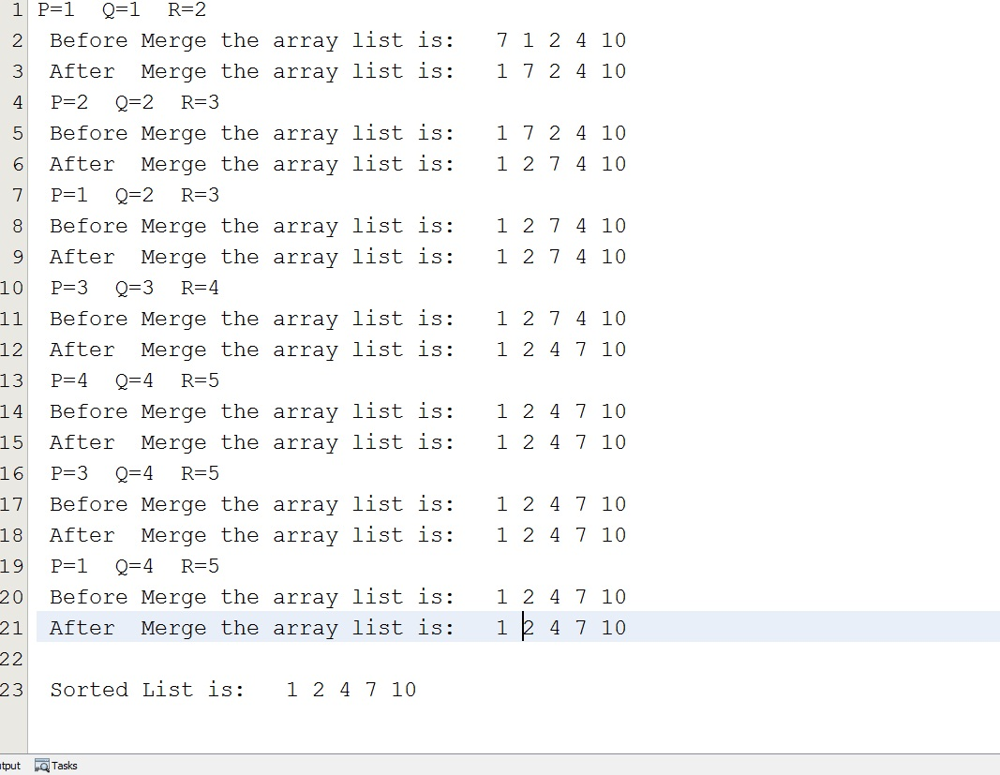 1 P=1  Q=1  R=2
2 Before Merge the array list is:   7 1 2 4 10
3 After  Merge the array list is:   1 7 2 4 10
4 P=2  Q=2  R=3
5 Before Merge the array list is:   1 7 2 4 10
6 After  Merge the array list is:   1 2 7 4 10
7 P=1  Q=2  R=3
8 Before Merge the array list is:   1 2 7 4 10
9 After  Merge the array list is:   1 2 7 4 10
10 P=3  Q=3  R=4
11 Before Merge the array list is:   1 2 7 4 10
12 After  Merge the array list is:   1 2 4 7 10
13 P=4  Q=4  R=5
14 Before Merge the array list is:   1 2 4 7 10
15 After  Merge the array list is:   1 2 4 7 10
16 P=3  Q=4  R=5
17 Before Merge the array list is:   1 2 4 7 10
18 After  Merge the array list is:   1 2 4 7 10
19 P=1  Q=4  R=5
20 Before Merge the array list is:   1 2 4 7 10
21 After  Merge the array list is:   1 2 4 7 10
22
23 Sorted List is:   1 2 4 7 10
tput Tasks